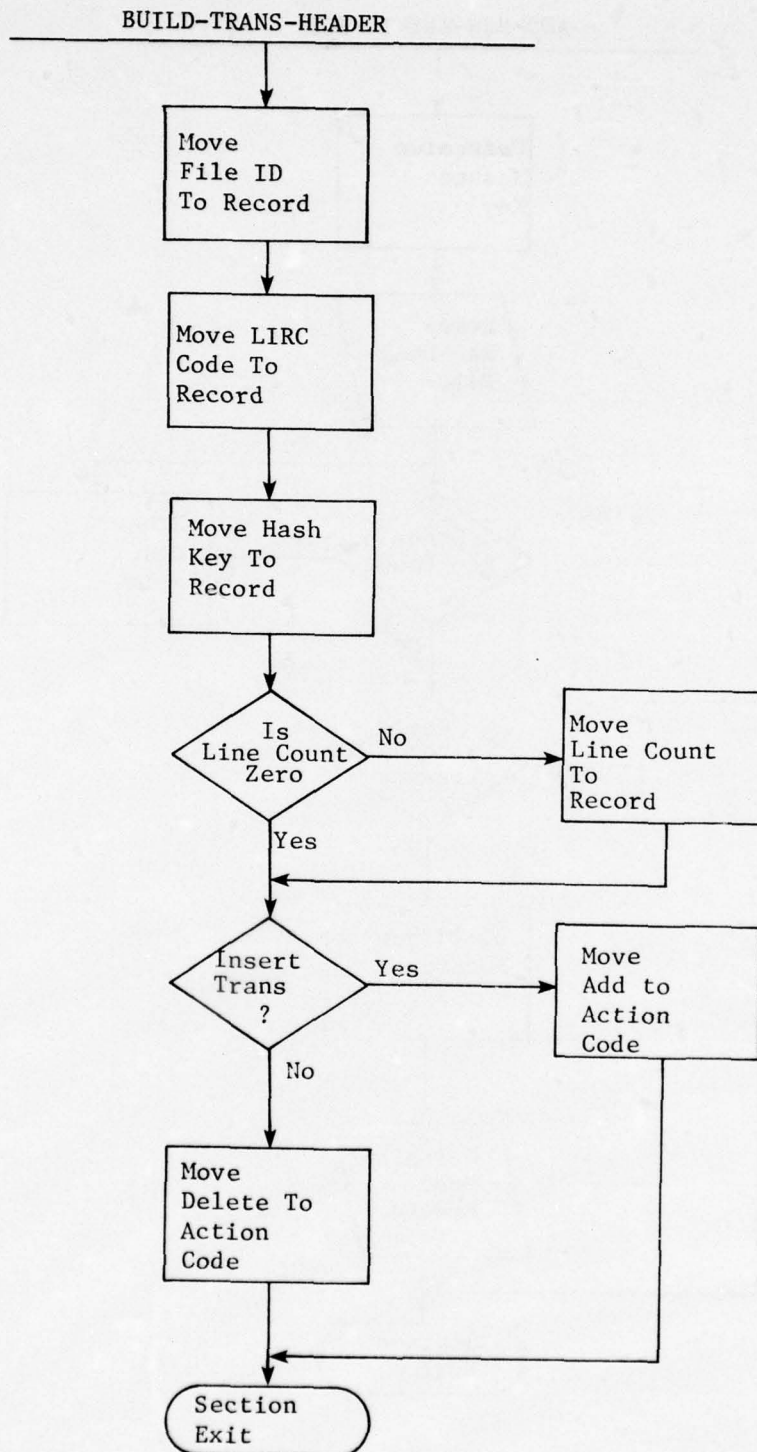 BUILD-TRANS-HEADER
Move
File ID
To Record
Move LIRC
Code To
Record
Move Hash
Key To
Record
Is
Line Count
Zero
No
Move
Line Count
To
Record
Yes
Insert
Trans
?
Yes
Move
Add to
Action
Code
No
Move
Delete To
Action
Code
Section
Exit